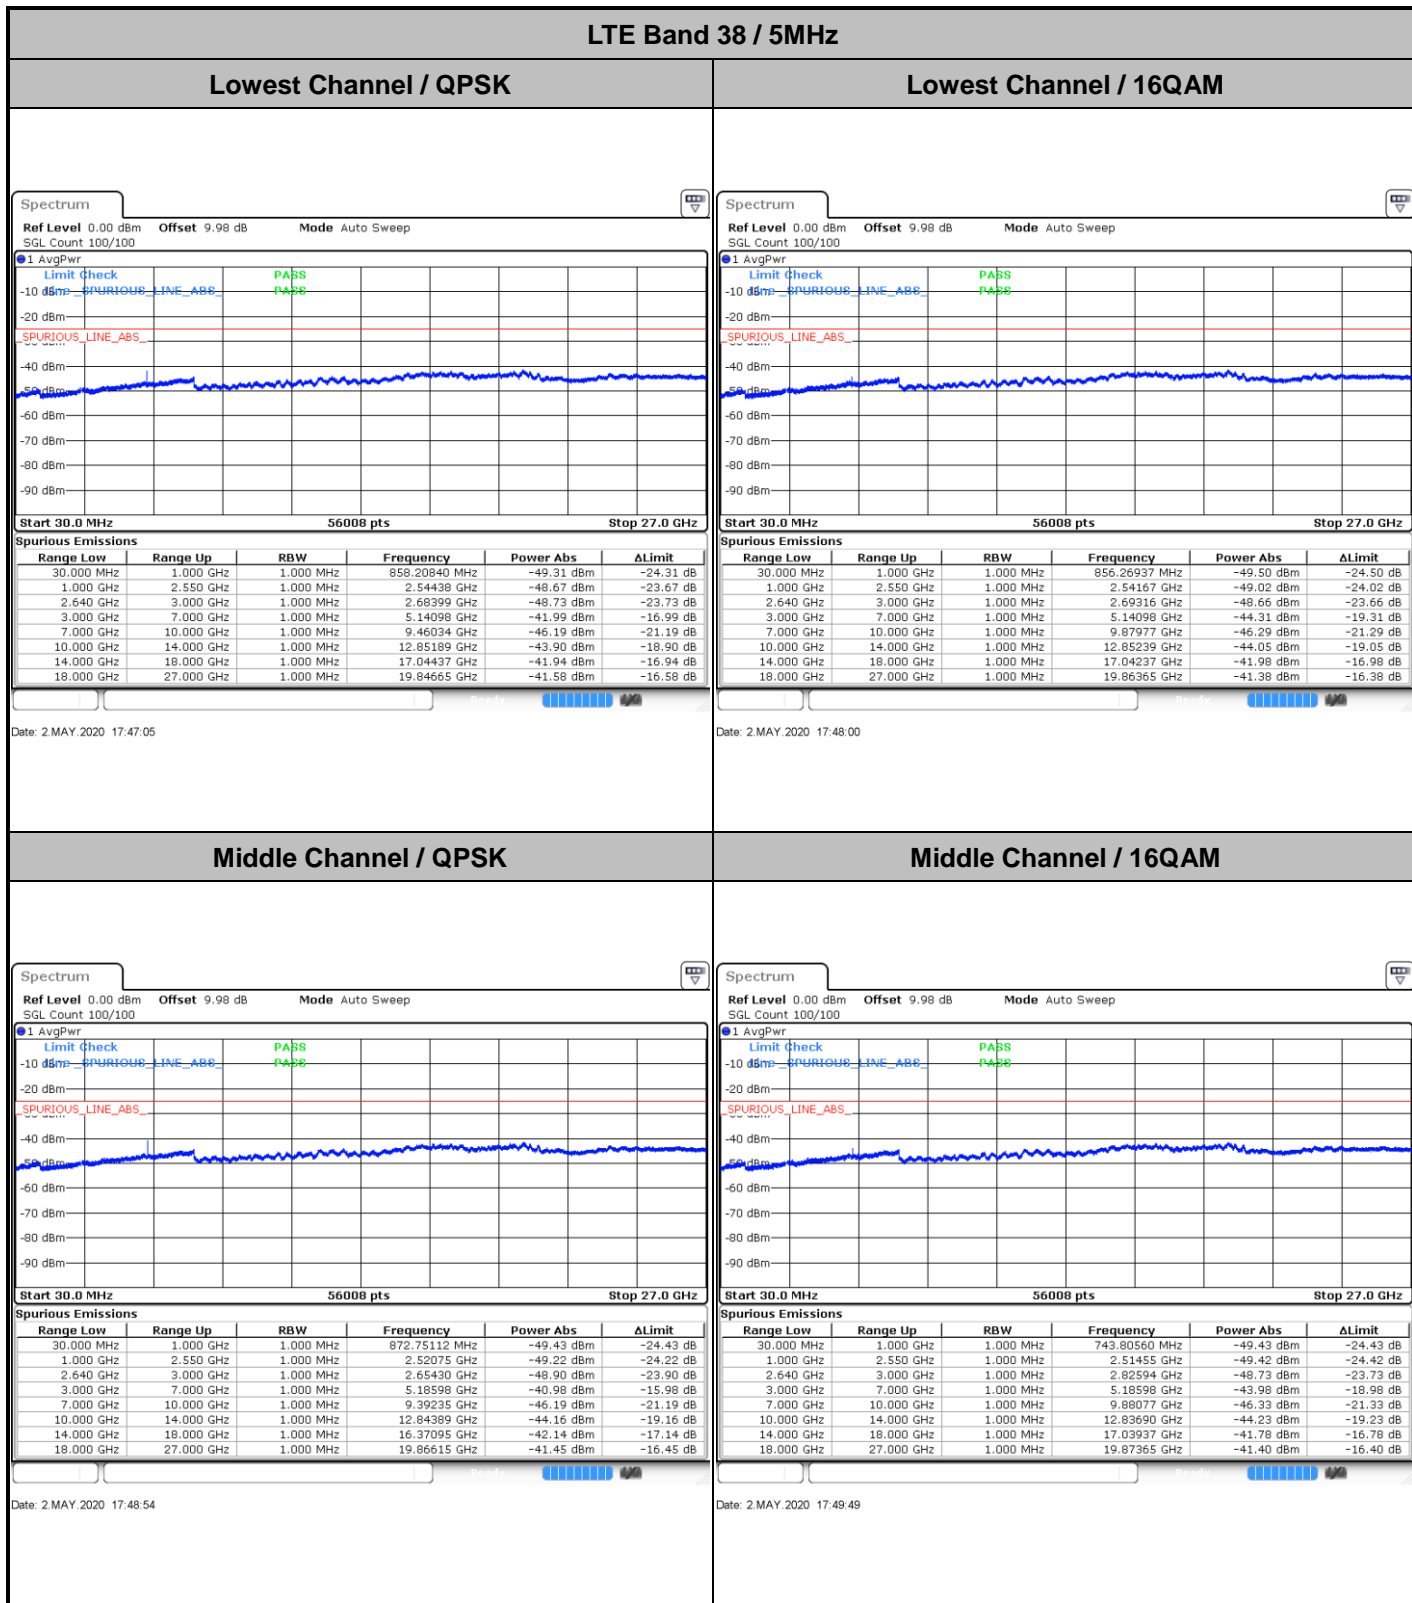 LTE Band 38 / 5MHz
Lowest Channel / QPSK
Lowest Channel / 16QAM
Spectrum
Ref Level 0.00 dBm Offset 9.98 dB Mode Auto Sweep
SGL Count 100/100
1 AvgPwr
Limit Check PASS
-10 dBm Line _SPURIOUS_LINE_ABS_ PASS
-20 dBm
_SPURIOUS_LINE_ABS_
-40 dBm
-50 dBm
-60 dBm
-70 dBm
-80 dBm
-90 dBm
Start 30.0 MHz 56008 pts Stop 27.0 GHz
Spurious Emissions
Range Low Range Up RBW Frequency Power Abs ΔLimit
30.000 MHz 1.000 GHz 1.000 MHz 858.20840 MHz -49.31 dBm -24.31 dB
1.000 GHz 2.550 GHz 1.000 MHz 2.54438 GHz -48.67 dBm -23.67 dB
2.640 GHz 3.000 GHz 1.000 MHz 2.68399 GHz -48.73 dBm -23.73 dB
3.000 GHz 7.000 GHz 1.000 MHz 5.14098 GHz -41.99 dBm -16.99 dB
7.000 GHz 10.000 GHz 1.000 MHz 9.46034 GHz -46.19 dBm -21.19 dB
10.000 GHz 14.000 GHz 1.000 MHz 12.85189 GHz -43.90 dBm -18.90 dB
14.000 GHz 18.000 GHz 1.000 MHz 17.04437 GHz -41.94 dBm -16.94 dB
18.000 GHz 27.000 GHz 1.000 MHz 19.84665 GHz -41.58 dBm -16.58 dB
Ready
Date: 2.MAY.2020 17:47:05
Spectrum
Ref Level 0.00 dBm Offset 9.98 dB Mode Auto Sweep
SGL Count 100/100
1 AvgPwr
Limit Check PASS
-10 dBm Line _SPURIOUS_LINE_ABS_ PASS
-20 dBm
_SPURIOUS_LINE_ABS_
-40 dBm
-50 dBm
-60 dBm
-70 dBm
-80 dBm
-90 dBm
Start 30.0 MHz 56008 pts Stop 27.0 GHz
Spurious Emissions
Range Low Range Up RBW Frequency Power Abs ΔLimit
30.000 MHz 1.000 GHz 1.000 MHz 856.26937 MHz -49.50 dBm -24.50 dB
1.000 GHz 2.550 GHz 1.000 MHz 2.54167 GHz -49.02 dBm -24.02 dB
2.640 GHz 3.000 GHz 1.000 MHz 2.69316 GHz -48.66 dBm -23.66 dB
3.000 GHz 7.000 GHz 1.000 MHz 5.14098 GHz -44.31 dBm -19.31 dB
7.000 GHz 10.000 GHz 1.000 MHz 9.87977 GHz -46.29 dBm -21.29 dB
10.000 GHz 14.000 GHz 1.000 MHz 12.85239 GHz -44.05 dBm -19.05 dB
14.000 GHz 18.000 GHz 1.000 MHz 17.04237 GHz -41.98 dBm -16.98 dB
18.000 GHz 27.000 GHz 1.000 MHz 19.86365 GHz -41.38 dBm -16.38 dB
Ready
Date: 2.MAY.2020 17:48:00
Middle Channel / QPSK
Middle Channel / 16QAM
Spectrum
Ref Level 0.00 dBm Offset 9.98 dB Mode Auto Sweep
SGL Count 100/100
1 AvgPwr
Limit Check PASS
-10 dBm Line _SPURIOUS_LINE_ABS_ PASS
-20 dBm
_SPURIOUS_LINE_ABS_
-40 dBm
-50 dBm
-60 dBm
-70 dBm
-80 dBm
-90 dBm
Start 30.0 MHz 56008 pts Stop 27.0 GHz
Spurious Emissions
Range Low Range Up RBW Frequency Power Abs ΔLimit
30.000 MHz 1.000 GHz 1.000 MHz 872.75112 MHz -49.43 dBm -24.43 dB
1.000 GHz 2.550 GHz 1.000 MHz 2.52075 GHz -49.22 dBm -24.22 dB
2.640 GHz 3.000 GHz 1.000 MHz 2.65430 GHz -48.90 dBm -23.90 dB
3.000 GHz 7.000 GHz 1.000 MHz 5.18598 GHz -40.98 dBm -15.98 dB
7.000 GHz 10.000 GHz 1.000 MHz 9.39235 GHz -46.19 dBm -21.19 dB
10.000 GHz 14.000 GHz 1.000 MHz 12.84389 GHz -44.16 dBm -19.16 dB
14.000 GHz 18.000 GHz 1.000 MHz 16.37095 GHz -42.14 dBm -17.14 dB
18.000 GHz 27.000 GHz 1.000 MHz 19.86615 GHz -41.45 dBm -16.45 dB
Ready
Date: 2.MAY.2020 17:48:54
Spectrum
Ref Level 0.00 dBm Offset 9.98 dB Mode Auto Sweep
SGL Count 100/100
1 AvgPwr
Limit Check PASS
-10 dBm Line _SPURIOUS_LINE_ABS_ PASS
-20 dBm
_SPURIOUS_LINE_ABS_
-40 dBm
-50 dBm
-60 dBm
-70 dBm
-80 dBm
-90 dBm
Start 30.0 MHz 56008 pts Stop 27.0 GHz
Spurious Emissions
Range Low Range Up RBW Frequency Power Abs ΔLimit
30.000 MHz 1.000 GHz 1.000 MHz 743.80560 MHz -49.43 dBm -24.43 dB
1.000 GHz 2.550 GHz 1.000 MHz 2.51455 GHz -49.42 dBm -24.42 dB
2.640 GHz 3.000 GHz 1.000 MHz 2.82594 GHz -48.73 dBm -23.73 dB
3.000 GHz 7.000 GHz 1.000 MHz 5.18598 GHz -43.98 dBm -18.98 dB
7.000 GHz 10.000 GHz 1.000 MHz 9.88077 GHz -46.33 dBm -21.33 dB
10.000 GHz 14.000 GHz 1.000 MHz 12.83690 GHz -44.23 dBm -19.23 dB
14.000 GHz 18.000 GHz 1.000 MHz 17.03937 GHz -41.78 dBm -16.78 dB
18.000 GHz 27.000 GHz 1.000 MHz 19.87365 GHz -41.40 dBm -16.40 dB
Ready
Date: 2.MAY.2020 17:49:49